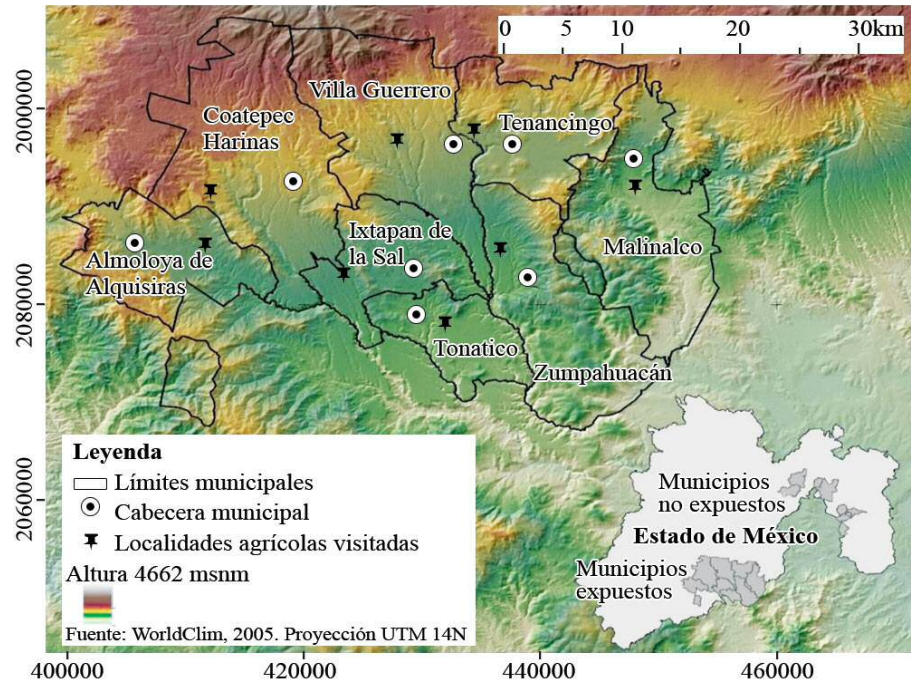 0 5 10 20 30km
2000000
2080000
2060000
Villa Guerrero
Coatepec
Harinas
Tenancingo
Ixtapan de
la Sal
Malinalco
Almoloya de
Alquisiras
Tonatico
Zumpahuacán
Leyenda
Límites municipales
Cabecera municipal
Localidades agrícolas visitadas
Altura 4662 msnm
Fuente: WorldClim, 2005. Proyección UTM 14N
Municipios
no expuestos
Estado de México
Municipios
expuestos
400000 420000 440000 460000